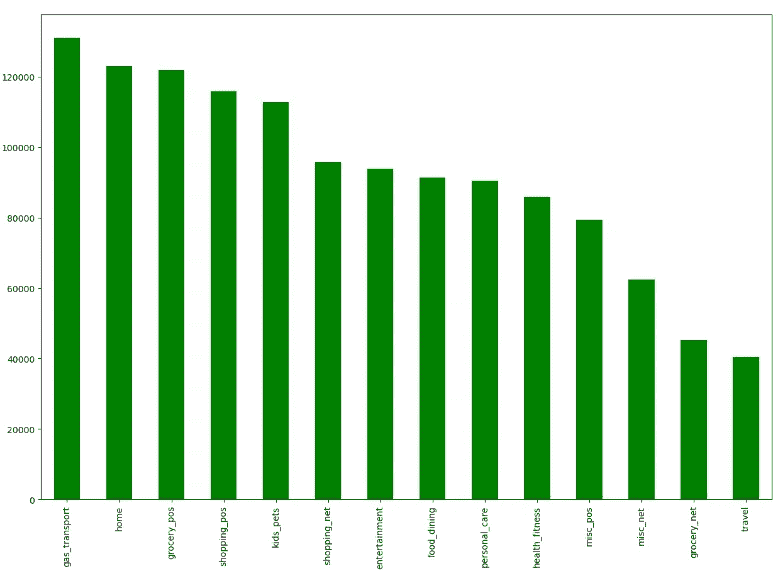 120000
100000
80000
60000
40000
20000
0
gas_transport
home
grocery_pos
shopping_pos
kids_pets
shopping_net
entertainment
food_dining
personal_care
health_fitness
misc_pos
misc_net
grocery_net
travel